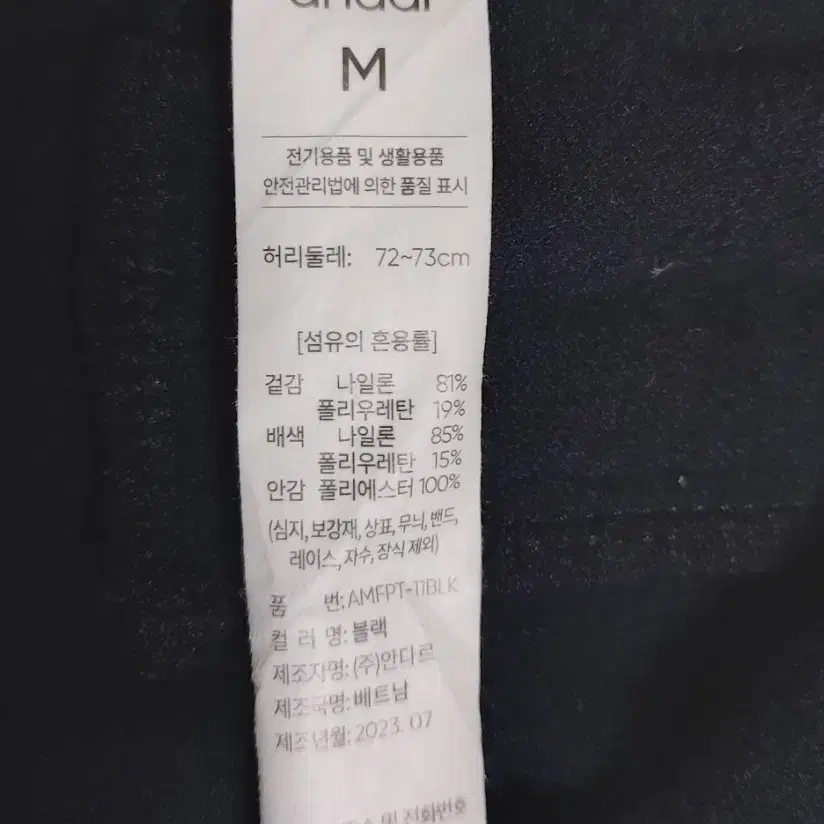 andar
M
전기용품 및 생활용품
안전관리법에 의한 품질 표시
허리둘레: 72~73cm
[섬유의 혼용률]
겉감 나일론 81%
폴리우레탄 19%
배색 나일론 85%
폴리우레탄 15%
안감 폴리에스터 100%
(심지, 보강재, 상표, 무늬, 밴드,
레이스, 자수, 장식 제외)
품 번: AMFPT-11BLK
컬 러 명: 블랙
제조자명: (주)안다르
제조국명: 베트남
제조년월: 2023. 07
및 전화번호